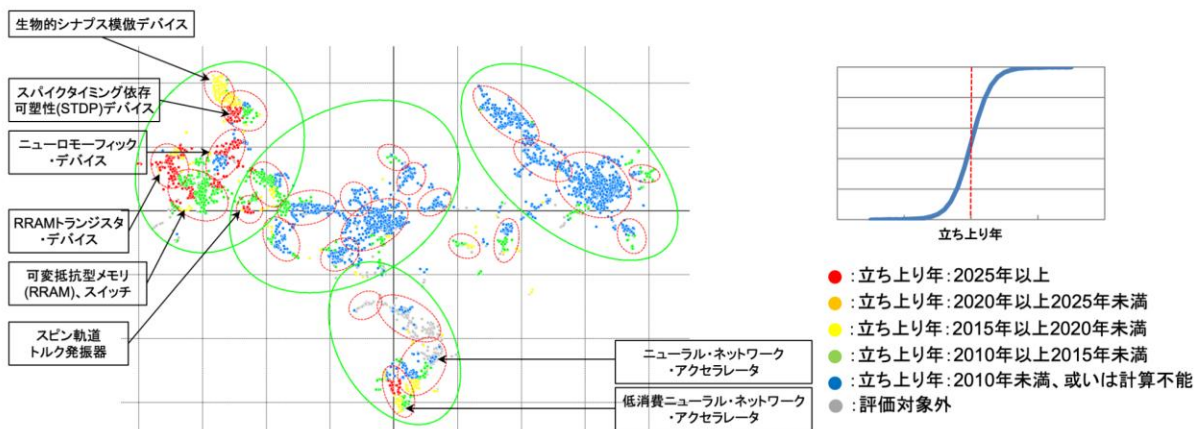 生物的シナプス模倣デバイス
スパイクタイミング依存
可塑性(STDP)デバイス
ニューロモーフィック
・デバイス
RRAMトランジスタ
・デバイス
可変抵抗型メモリ
(RRAM)、スイッチ
スピン軌道
トルク発振器
ニューラル・ネットワーク
・アクセラレータ
低消費ニューラル・ネットワーク
・アクセラレータ
立ち上り年
:立ち上り年:2025年以上
:立ち上り年:2020年以上2025年未満
:立ち上り年:2015年以上2020年未満
:立ち上り年:2010年以上2015年未満
:立ち上り年:2010年未満、或いは計算不能
:評価対象外